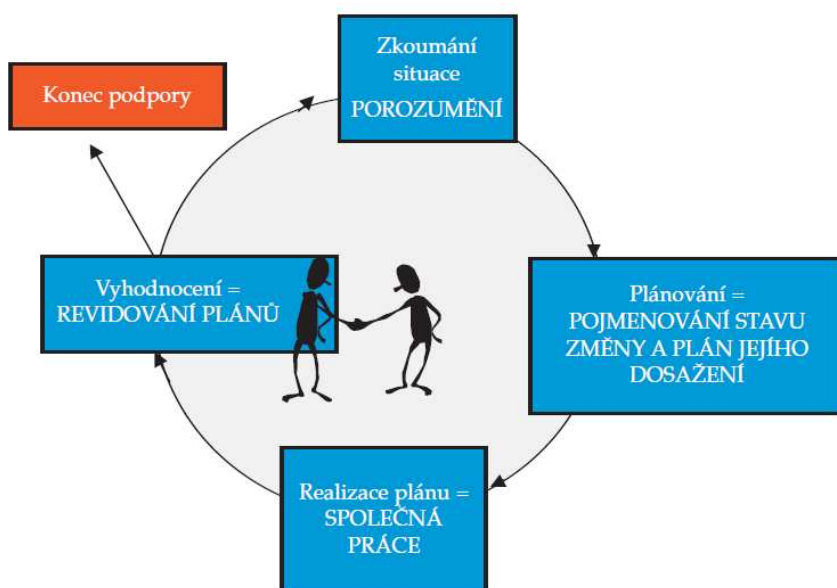 Zkoumání
situace
POROZUMĚNÍ
Konec podpory
Vyhodnocení =
REVIDOVÁNÍ PLÁNŮ
Plánování =
POJMENOVÁNÍ STAVU
ZMĚNY A PLÁN JEJÍHO
DOSAŽENÍ
Realizace plánu =
SPOLEČNÁ
PRÁCE